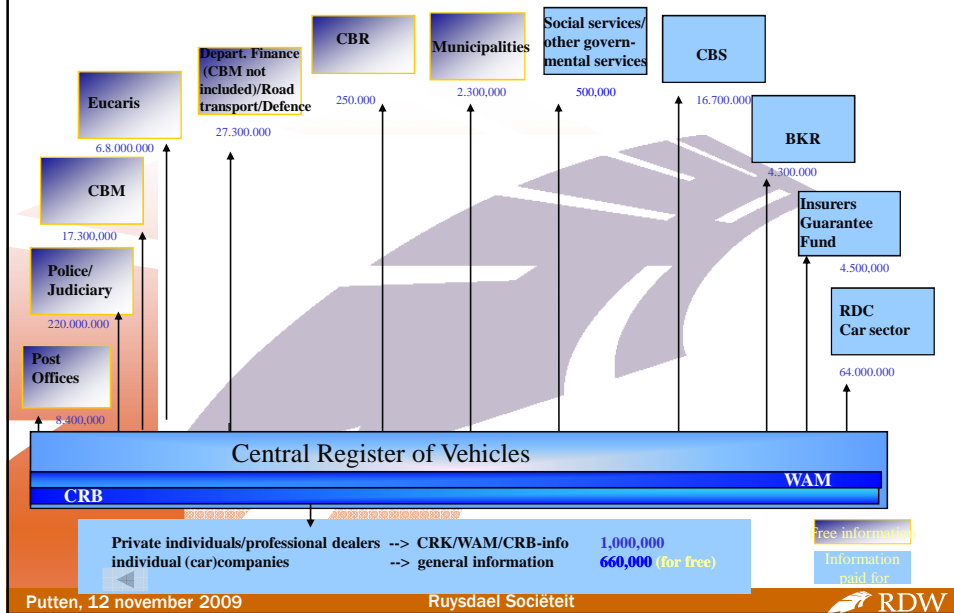 CBR
Municipalities
Social services/
other govern-
mental services
CBS
Depart. Finance
(CBM not
included)/Road
transport/Defence
Eucaris
250.000
2.300,000
500,000
16.700.000
6.8.000.000
27.300.000
BKR
4.300.000
CBM
17.300,000
Insurers
Guarantee
Fund
4.500,000
Police/
Judiciary
220.000.000
RDC
Car sector
64.000.000
Post
Offices
8.400,000
Central Register of Vehicles
WAM
CRB
Private individuals/professional dealers --> CRK/WAM/CRB-info 1,000,000
individual (car)companies --> general information 660,000 (for free)
Free information
Information
paid for
Putten, 12 november 2009 Ruysdael Sociëteit RDW